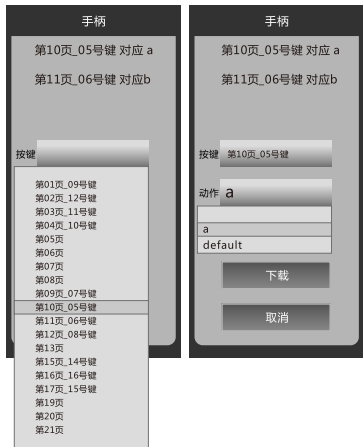 手柄
第10页_05号键 对应 a
第11页_06号键 对应b
按键
第01页_09号键
第02页_12号键
第03页_11号键
第04页_10号键
第05页
第06页
第07页
第08页
第09页_07号键
第10页_05号键
第11页_06号键
第12页_08号键
第13页
第15页_14号键
第16页_16号键
第17页_15号键
第19页
第20页
第21页
手柄
第10页_05号键 对应 a
第11页_06号键 对应b
按键 第10页_05号键
动作 a
a
default
下载
取消